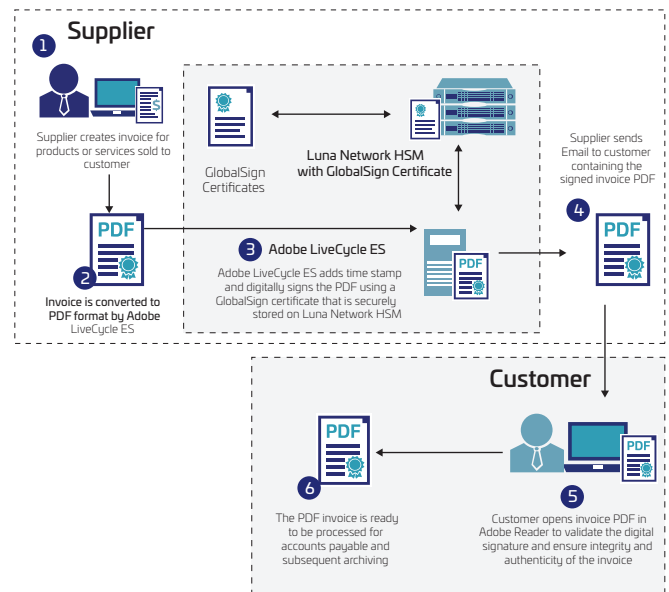 Supplier
1
$
Supplier creates invoice for
products or services sold to
customer
GlobalSign
Certificates
Luna Network HSM
with GlobalSign Certificate
Supplier sends
Email to customer
containing the
signed invoice PDF
4
PDF
PDF
2
Invoice is converted to
PDF format by Adobe
LiveCycle ES
3 Adobe LiveCycle ES
Adobe LiveCycle ES adds time stamp
and digitally signs the PDF using a
GlobalSign certificate that is securely
stored on Luna Network HSM
PDF
Customer
PDF
6
The PDF invoice is ready
to be processed for
accounts payable and
subsequent archiving
PDF
5
Customer opens invoice PDF in
Adobe Reader to validate the digital
signature and ensure integrity and
authenticity of the invoice